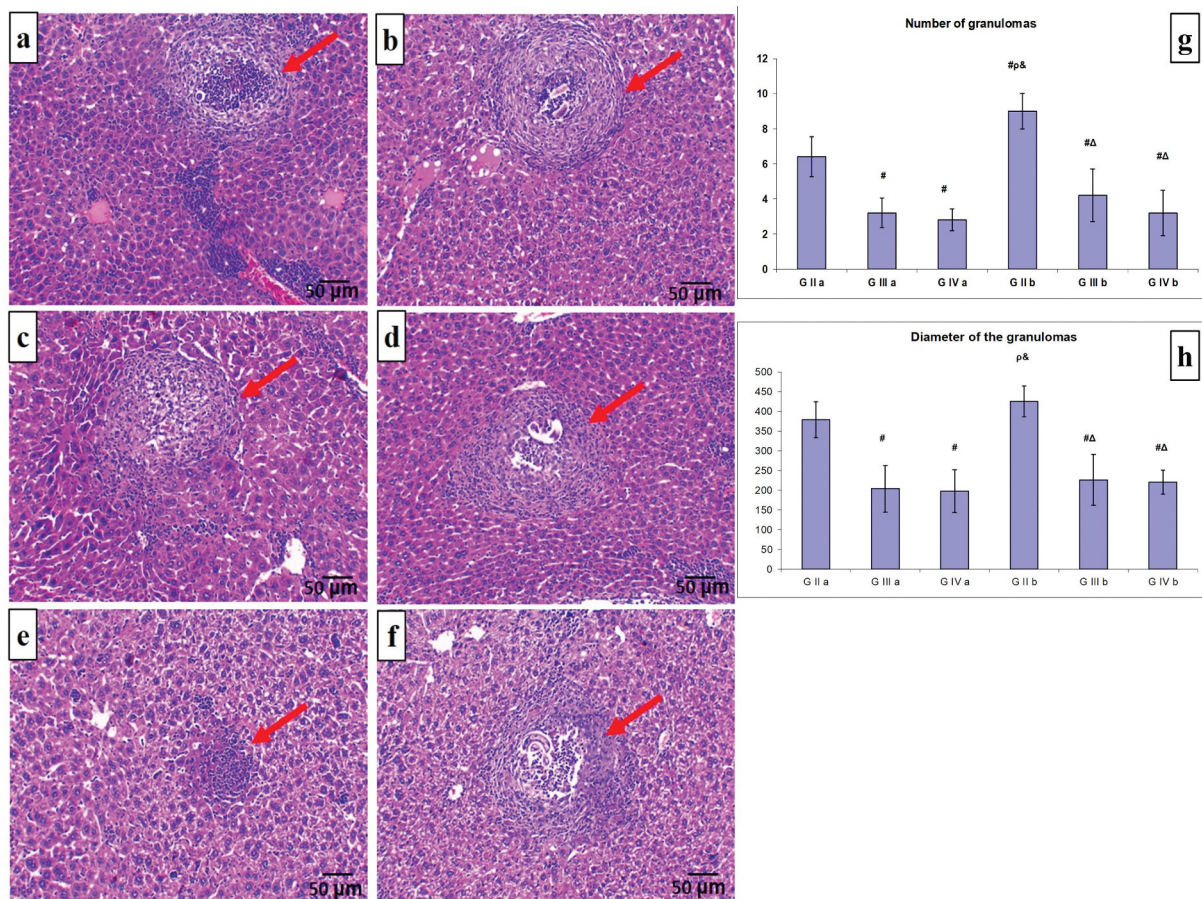 a
50 µm
b
50 µm
c
50 µm
d
50 µm
e
50 µm
f
50 µm
Number of granulomas
g
12
10
8
6
4
2
0
#
#
#ρ&
#Δ
#Δ
G II a G III a G IV a G II b G III b G IV b
Diameter of the granulomas
h
ρ&
500
450
400
350
300
250
200
150
100
50
0
#
#
#Δ
#Δ
G II a G III a G IV a G II b G III b G IV b